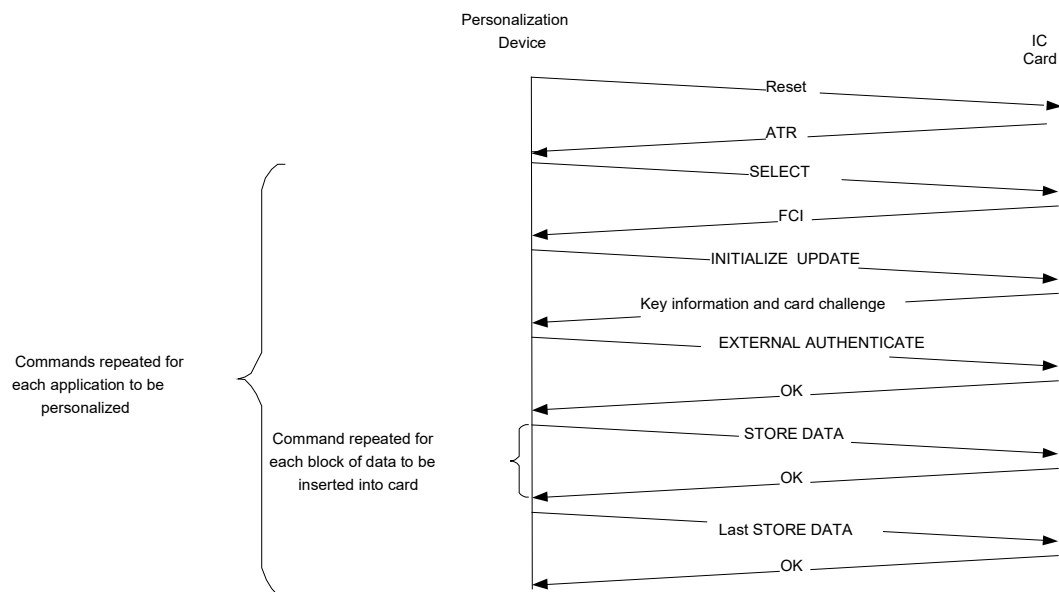 Personalization
Device
IC
Card
Reset
ATR
SELECT
FCI
INITIALIZE UPDATE
Key information and card challenge
EXTERNAL AUTHENTICATE
OK
Commands repeated for
each application to be
personalized
Command repeated for
each block of data to be
inserted into card
STORE DATA
OK
Last STORE DATA
OK